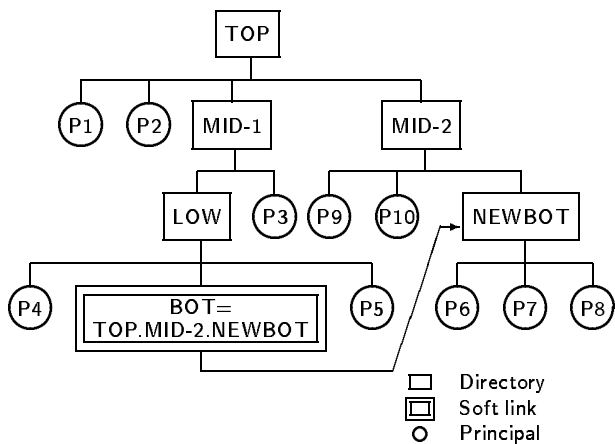 TOP
P1
P2
MID-1
MID-2
LOW
P3
P9
P10
NEWBOT
P4
BOT=
TOP.MID-2.NEWBOT
P5
P6
P7
P8
Directory
Soft link
Principal